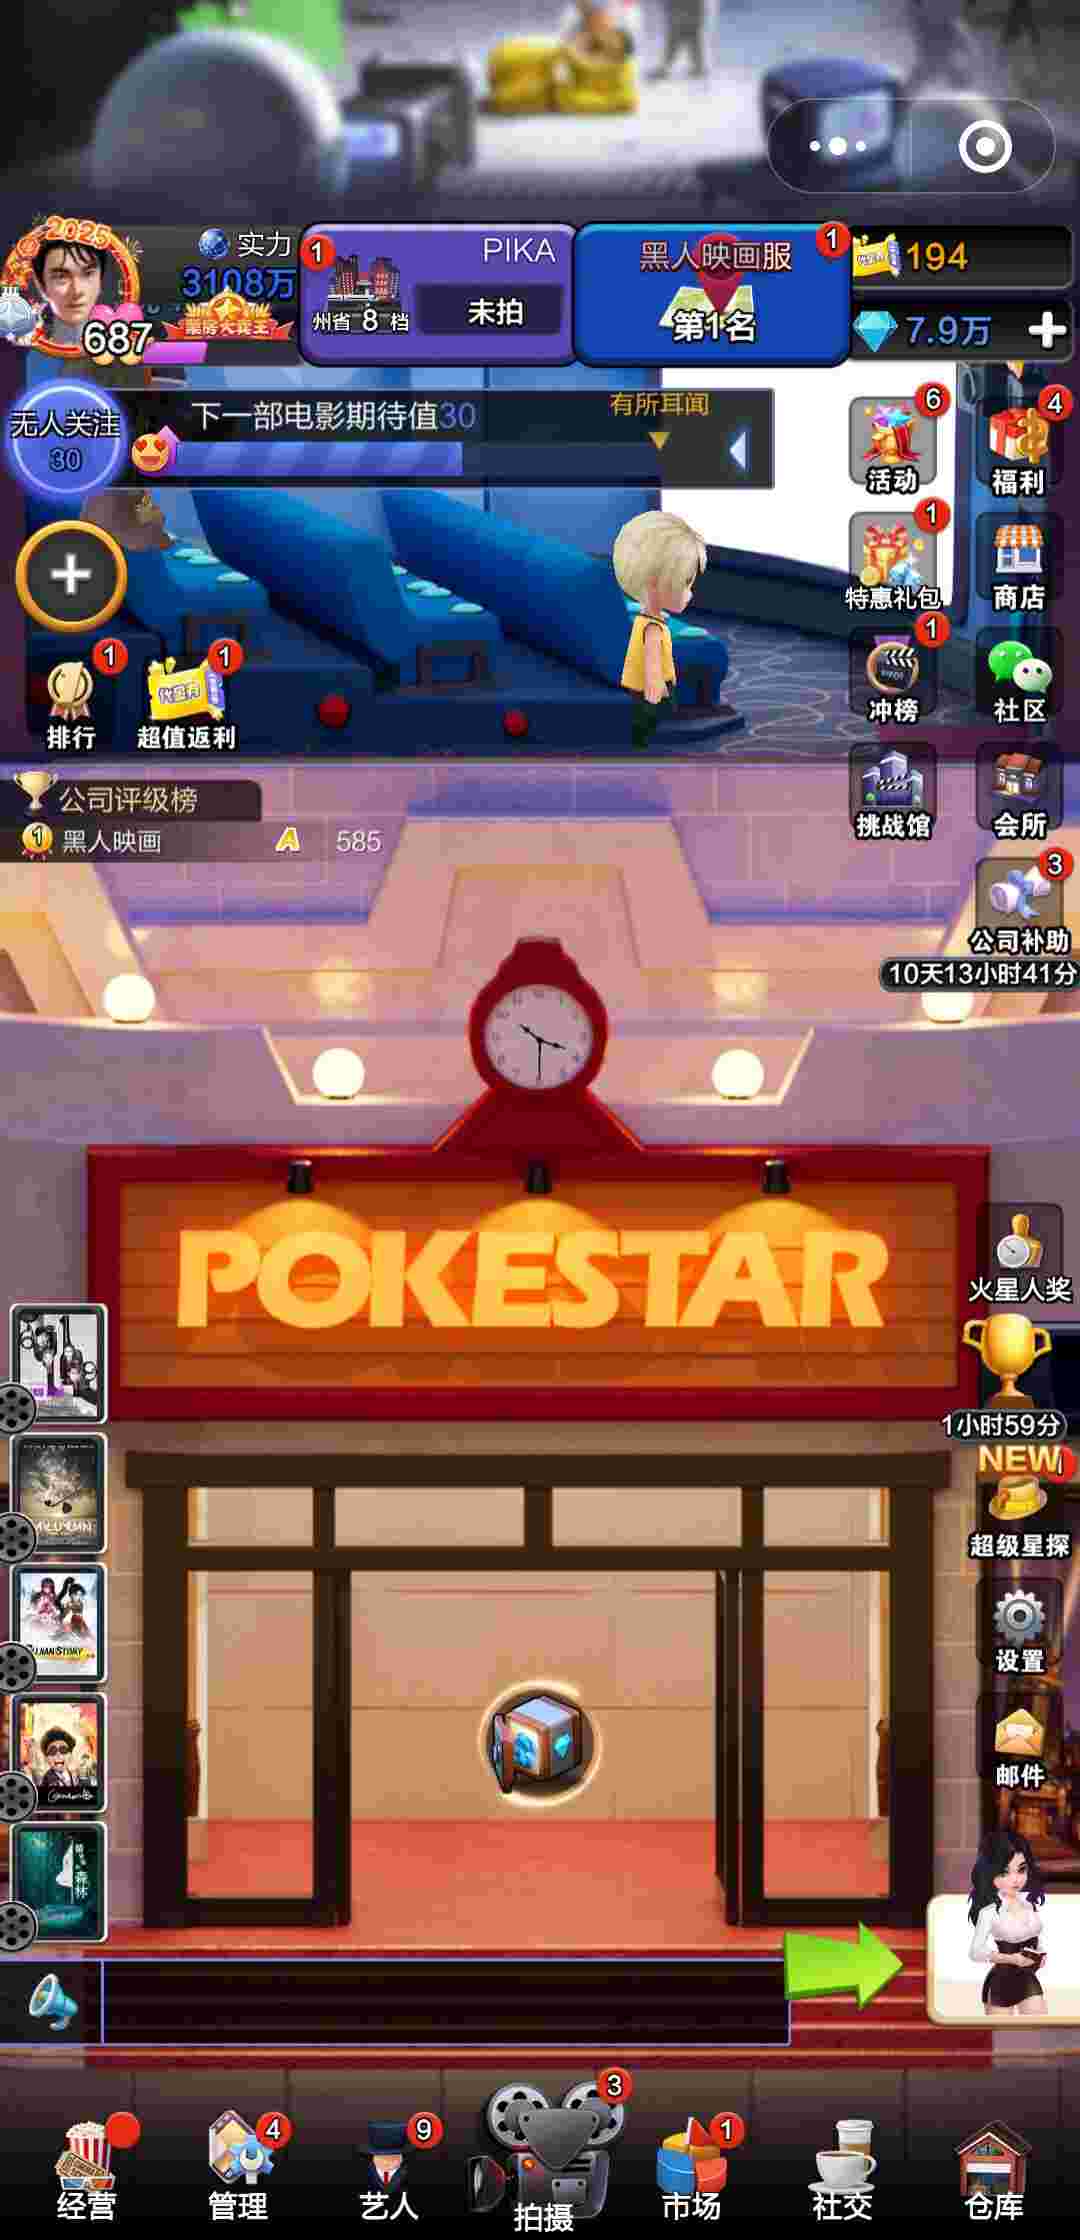 2025
实力
3108万
687
票房大赏主
1
PIKA
州省 8 档
未拍
黑人映画服
1
第1名
194
7.9万
无人关注
30
下一部电影期待值30
有所耳闻
6
活动
4
福利
1
特惠礼包
商店
1
排行
1
超值返利
1
冲榜
社区
挑战馆
会所
公司评级榜
1
黑人映画
A
585
3
公司补助
10天13小时41分
POKESTAR
火星人奖
1小时59分
NEW
超级星探
设置
邮件
森林
经营
4
管理
9
艺人
3
拍摄
1
市场
社交
仓库